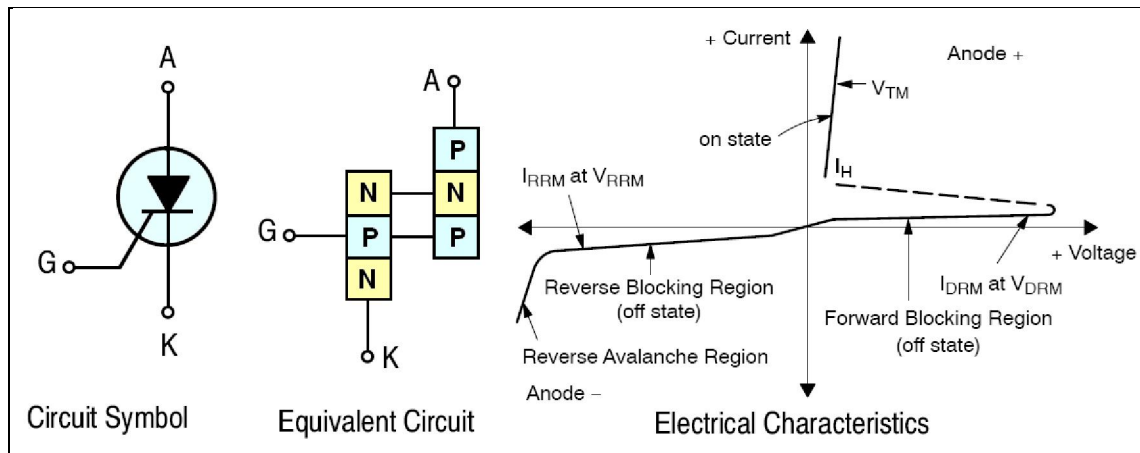 A
G
K
Circuit Symbol
A
P
N
N
G
P
P
N
K
Equivalent Circuit
+ Current
Anode +
VTM
on state
IH
IRRM at VRRM
+ Voltage
Reverse Blocking Region
(off state)
IDRM at VDRM
Forward Blocking Region
(off state)
Reverse Avalanche Region
Anode –
Electrical Characteristics